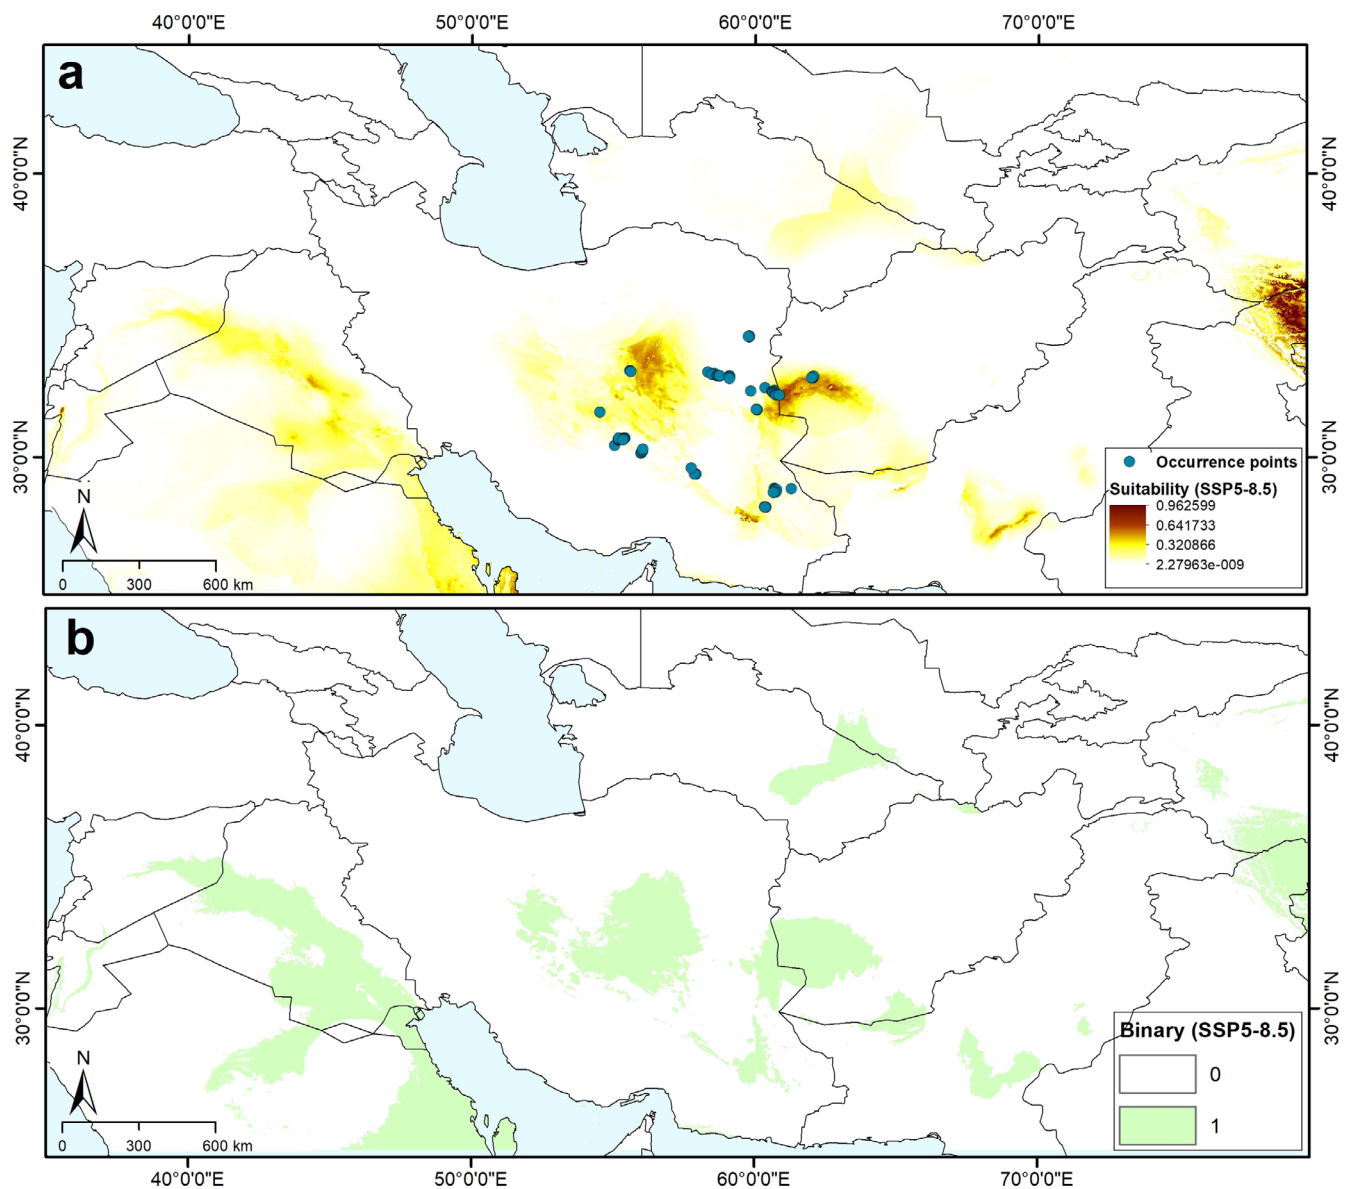 40°0'0"E 50°0'0"E 60°0'0"E 70°0'0"E
a
40°0'0"N
40°0'0"N
30°0'0"N
30°0'0"N
N
0 300 600 km
Occurrence points
Suitability (SSP5-8.5)
0.962599
0.641733
0.320866
2.27963e-009
b
40°0'0"N
40°0'0"N
30°0'0"N
30°0'0"N
N
0 300 600 km
Binary (SSP5-8.5)
0
1
40°0'0"E 50°0'0"E 60°0'0"E 70°0'0"E